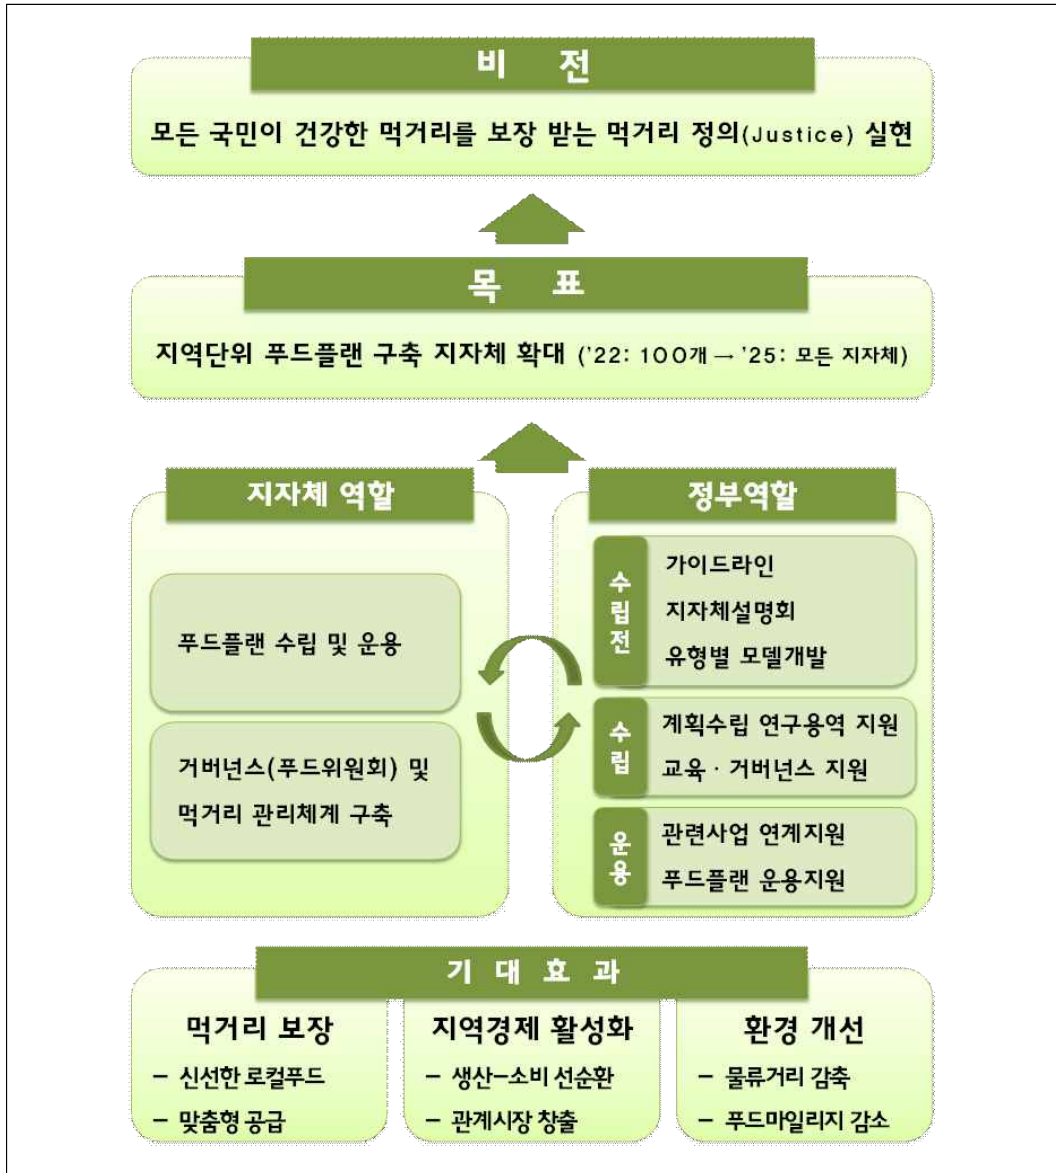 비 전
모든 국민이 건강한 먹거리를 보장 받는 먹거리 정의(Justice) 실현
목 표
지역단위 푸드플랜 구축 지자체 확대 ('22: 100개 → '25: 모든 지자체)
지자체 역할
푸드플랜 수립 및 운용
거버넌스(푸드위원회) 및
먹거리 관리체계 구축
정부역할
수립전
가이드라인
지자체설명회
유형별 모델개발
수립
계획수립 연구용역 지원
교육·거버넌스 지원
운용
관련사업 연계지원
푸드플랜 운용지원
기 대 효 과
먹거리 보장
– 신선한 로컬푸드
– 맞춤형 공급
지역경제 활성화
– 생산–소비 선순환
– 관계시장 창출
환경 개선
– 물류거리 감축
– 푸드마일리지 감소